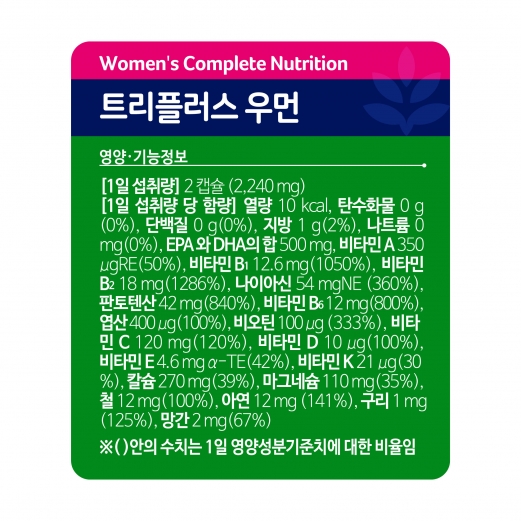 Women's Complete Nutrition
트리플러스 우먼
영양·기능정보
[1일 섭취량] 2 캡슐 (2,240 mg)
[1일 섭취량 당 함량] 열량 10 kcal, 탄수화물 0 g
(0%), 단백질 0 g(0%), 지방 1 g(2%), 나트륨 0
mg(0%), EPA 와 DHA의 합 500 mg, 비타민 A 350
µgRE(50%), 비타민 B1 12.6 mg(1050%), 비타민
B2 18 mg(1286%), 나이아신 54 mgNE (360%),
판토텐산 42 mg(840%), 비타민 B6 12 mg(800%),
엽산 400 µg(100%), 비오틴 100 µg (333%), 비타
민 C 120 mg(120%), 비타민 D 10 µg(100%),
비타민 E 4.6 mg α-TE(42%), 비타민 K 21 µg(30
%), 칼슘 270 mg(39%), 마그네슘 110 mg(35%),
철 12 mg(100%), 아연 12 mg (141%), 구리 1 mg
(125%), 망간 2 mg(67%)
※( )안의 수치는 1일 영양성분기준치에 대한 비율임